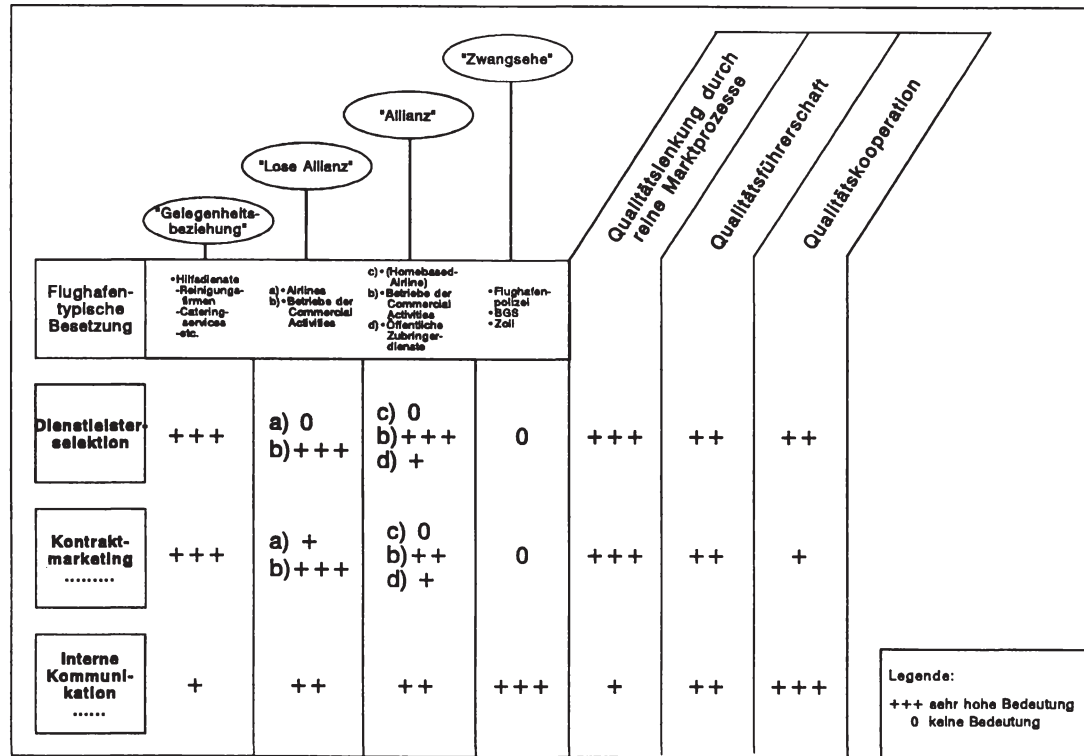 "Zwangsehe"
"Allianz"
"Lose Allianz"
"Gelegenheits-
beziehung"
Qualitätslenkung durch
reine Marktprozesse
Qualitätsführerschaft
Qualitätskooperation
Flughafen-
typische
Besetzung
•Hilfsdienste
-Reinigungs-
firmen
-Catering-
services
-etc.
a)•Airlines
b)•Betriebe der
Commercial
Activities
c)•(Homebased-
Airline)
b)•Betriebe der
Commercial
Activities
d)•Öffentliche
Zubringer-
dienste
•Flughafen-
polizei
•BGS
•Zoll
Dienstleister-
selektion
+++
a) 0
b)+++
c) 0
b)+++
d) +
0
+++
++
++
Kontrakt-
marketing
.........
+++
a) +
b)+++
c) 0
b)++
d) +
0
+++
++
+
Interne
Kommuni-
kation
......
+
++
++
+++
+
++
+++
Legende:
+++ sehr hohe Bedeutung
0 keine Bedeutung